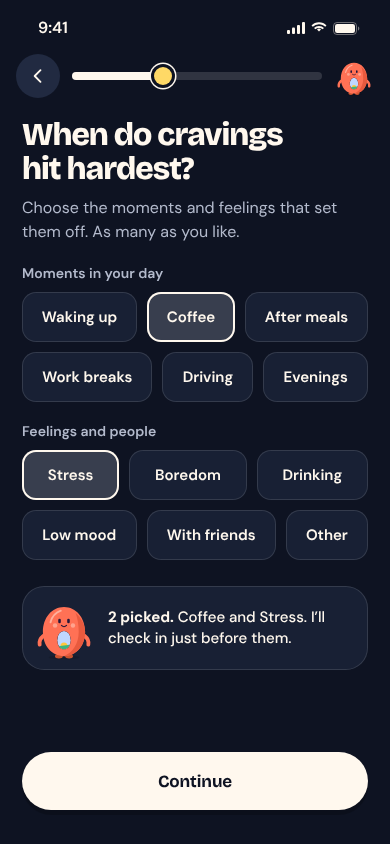 9:41
When do cravings
hit hardest?
Choose the moments and feelings that set
them off. As many as you like.
Moments in your day
Waking up
Coffee
After meals
Work breaks
Driving
Evenings
Feelings and people
Stress
Boredom
Drinking
Low mood
With friends
Other
2 picked. Coffee and Stress. I’ll
check in just before them.
Continue